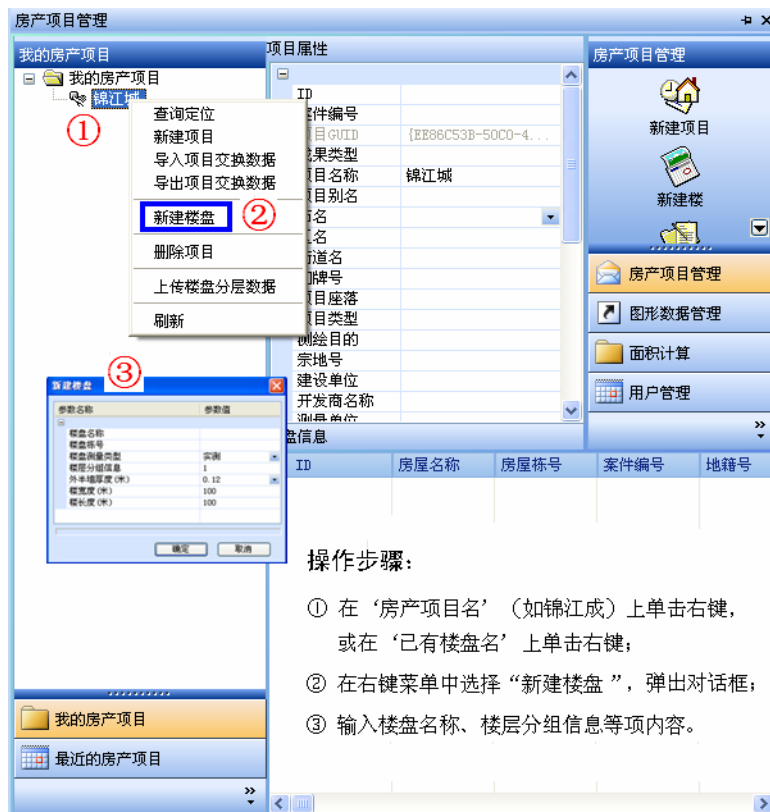 房产项目管理
我的房产项目
我的房产项目
锦江城
①
查询定位
新建项目
导入项目交换数据
导出项目交换数据
新建楼盘
②
删除项目
上传楼盘分层数据
刷新
项目属性
ID
案件编号
项目GUID {EE86C53B-50C0-4...
成果类型
项目名称 锦江城
项目别名
名
名
街道名
门牌号
项目座落
项目类型
测绘目的
宗地号
建设单位
开发商名称
测量单位
房产项目管理
新建项目
新建楼
房产项目管理
图形数据管理
面积计算
用户管理
③
新建楼盘
参数名称 参数值
楼盘名称
楼盘栋号
楼盘测量类型 实测
楼层分组信息 1
外半墙厚度(米) 0.12
楼宽度(米) 100
楼长度(米) 100
确定 取消
盘信息
ID 房屋名称 房屋栋号 案件编号 地籍号
操作步骤：
① 在‘房产项目名’（如锦江成）上单击右键，
或在‘已有楼盘名’上单击右键；
② 在右键菜单中选择“新建楼盘”，弹出对话框；
③ 输入楼盘名称、楼层分组信息等项内容。
我的房产项目
最近的房产项目